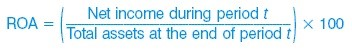 ROA = (Net income during period t / Total assets at the end of period t) × 100